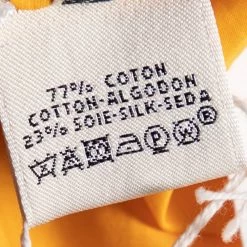 77% COTON
COTTON-ALGODON
23% SOIE-SILK-SEDA
P W